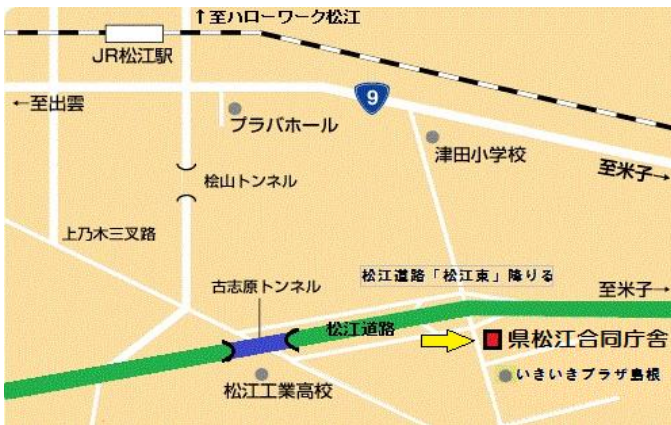 ↑至ハローワーク松江
JR松江駅
←至出雲
9
プラバホール
津田小学校
至米子→
桧山トンネル
上乃木三叉路
松江道路「松江東」降りる
古志原トンネル
至米子→
松江道路
県松江合同庁舎
松江工業高校
いきいきプラザ島根